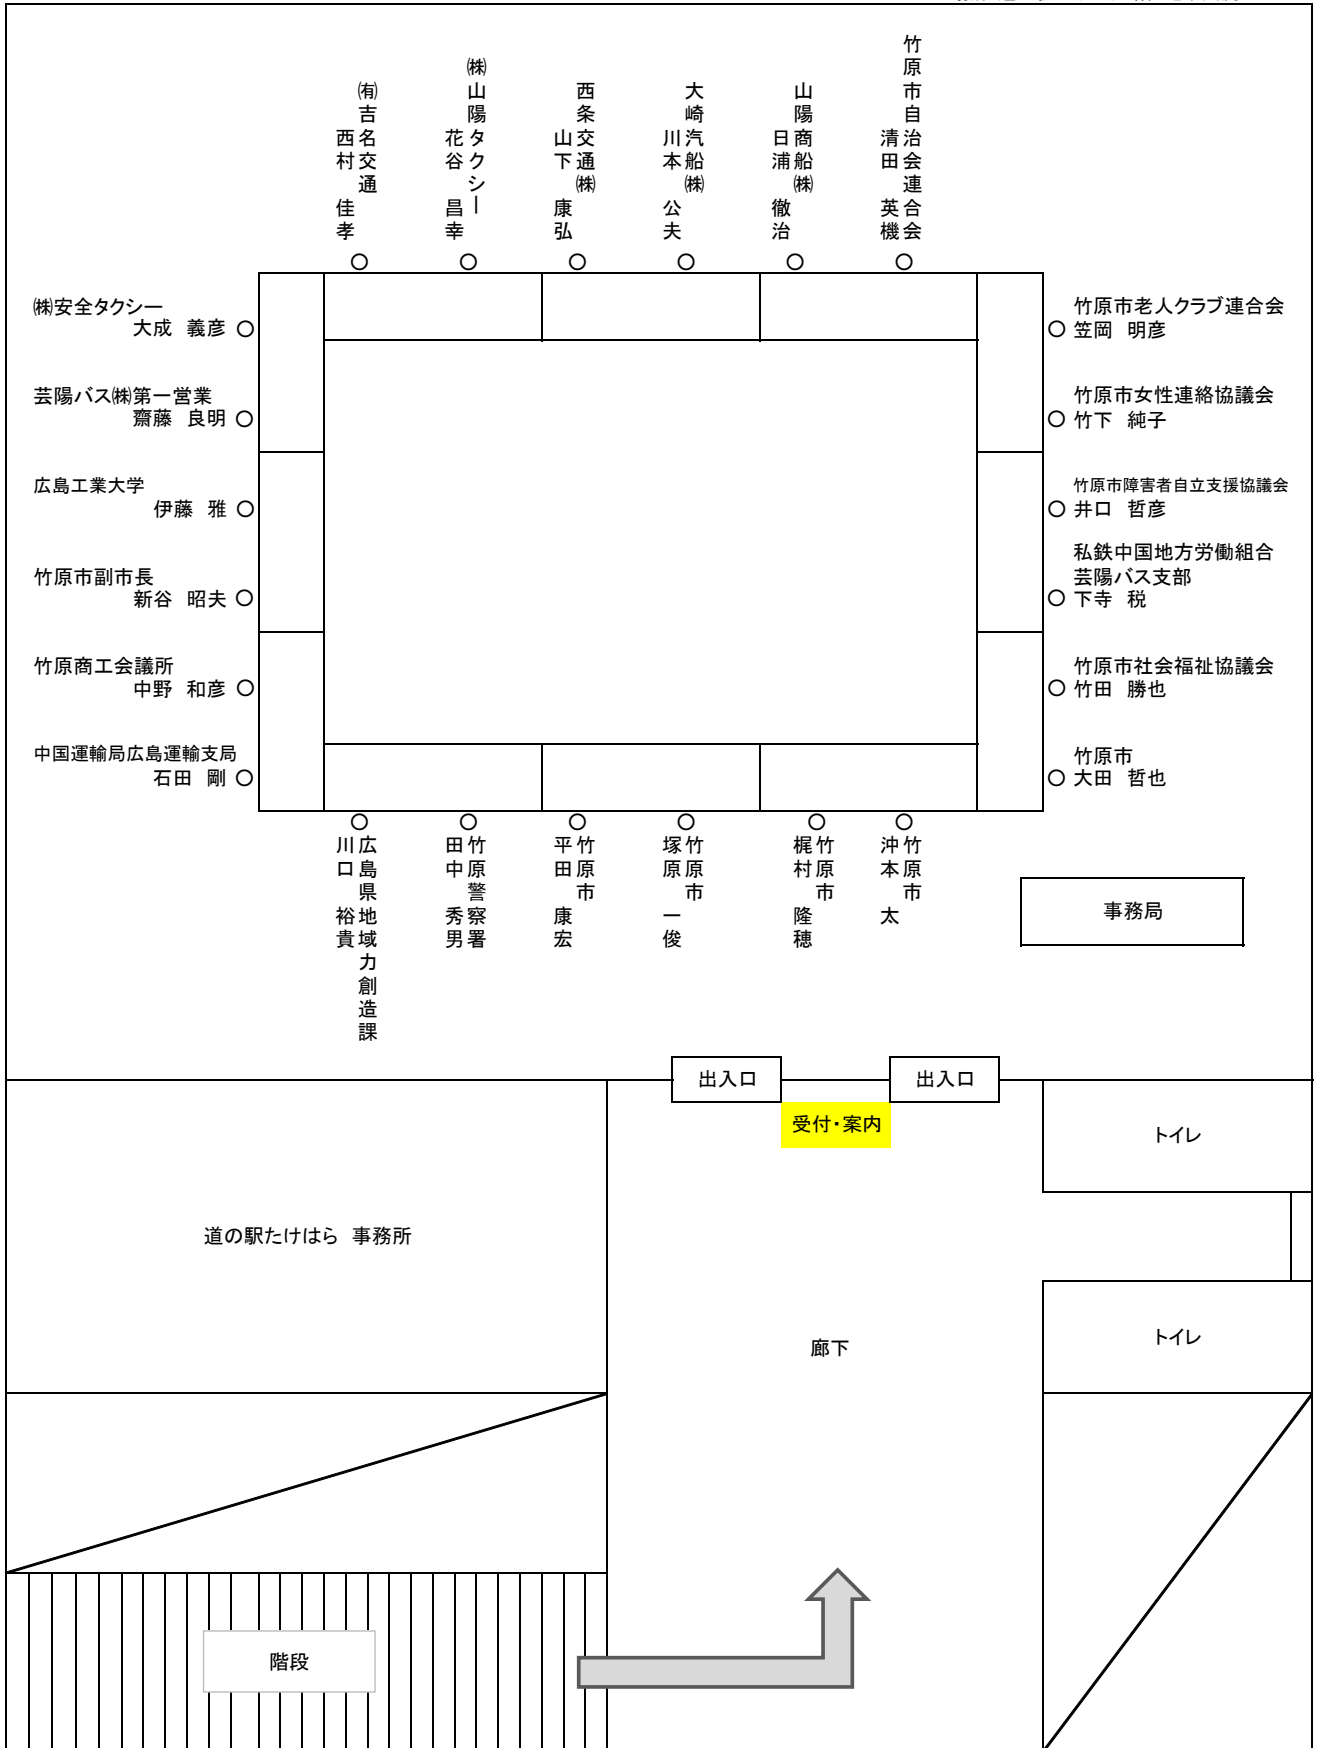 竹原市自治会連合会
清田 英機
山陽商船㈱
日浦 徹治
大崎汽船㈱
川本 公夫
西条交通㈱
山下 康弘
㈱山陽タクシー
花谷 昌幸
㈲吉名交通
西村 佳孝
㈱安全タクシー
大成 義彦
芸陽バス㈱第一営業
齋藤 良明
広島工業大学
伊藤 雅
竹原市副市長
新谷 昭夫
竹原商工会議所
中野 和彦
中国運輸局広島運輸支局
石田 剛
竹原市老人クラブ連合会
笠岡 明彦
竹原市女性連絡協議会
竹下 純子
竹原市障害者自立支援協議会
井口 哲彦
私鉄中国地方労働組合
芸陽バス支部
下寺 税
竹原市社会福祉協議会
竹田 勝也
竹原市
大田 哲也
竹原市
沖本 太
竹原市
梶村 隆穂
竹原市
塚原 一俊
竹原市
平田 康宏
竹原警察署
田中 秀男
広島県地域力創造課
川口 裕貴
事務局
出入口
出入口
受付・案内
トイレ
道の駅たけはら 事務所
トイレ
廊下
階段